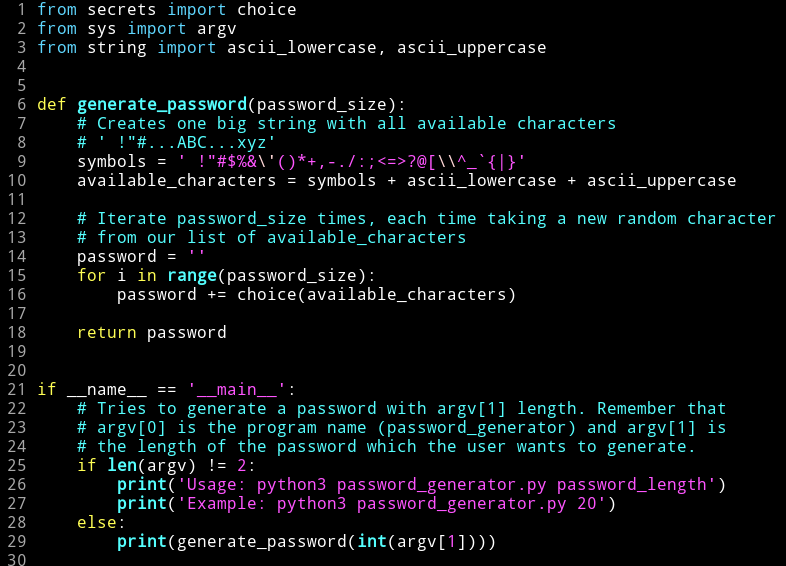 1 from secrets import choice
2 from sys import argv
3 from string import ascii_lowercase, ascii_uppercase
4
5
6 def generate_password(password_size):
7     # Creates one big string with all available characters
8     # ' !"#...ABC...xyz'
9     symbols = ' !"#$%&\'()*+,-./:;<=>?@[\\^_`{|}'
10     available_characters = symbols + ascii_lowercase + ascii_uppercase
11
12     # Iterate password_size times, each time taking a new random character
13     # from our list of available_characters
14     password = ''
15     for i in range(password_size):
16         password += choice(available_characters)
17
18     return password
19
20
21 if __name__ == '__main__':
22     # Tries to generate a password with argv[1] length. Remember that
23     # argv[0] is the program name (password_generator) and argv[1] is
24     # the length of the password which the user wants to generate.
25     if len(argv) != 2:
26         print('Usage: python3 password_generator.py password_length')
27         print('Example: python3 password_generator.py 20')
28     else:
29         print(generate_password(int(argv[1])))
30